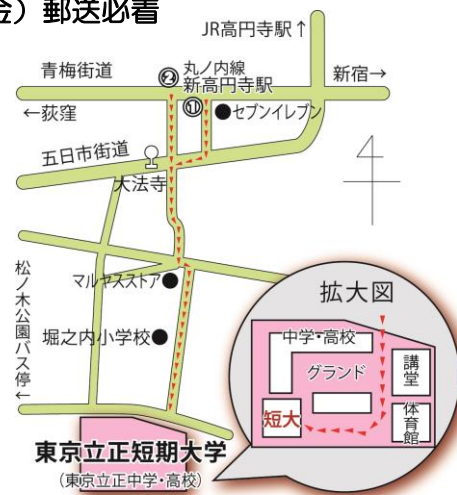 金）郵送必着
JR高円寺駅↑
青梅街道
② 丸ノ内線
新高円寺駅
新宿→
←荻窪
①
●セブンイレブン
五日市街道
大法寺
松ノ木公園バス停←
マルヤスストア●
堀之内小学校●
拡大図
中学・高校
グランド
講堂
短大
体育館
東京立正短期大学
（東京立正中学・高校）
4